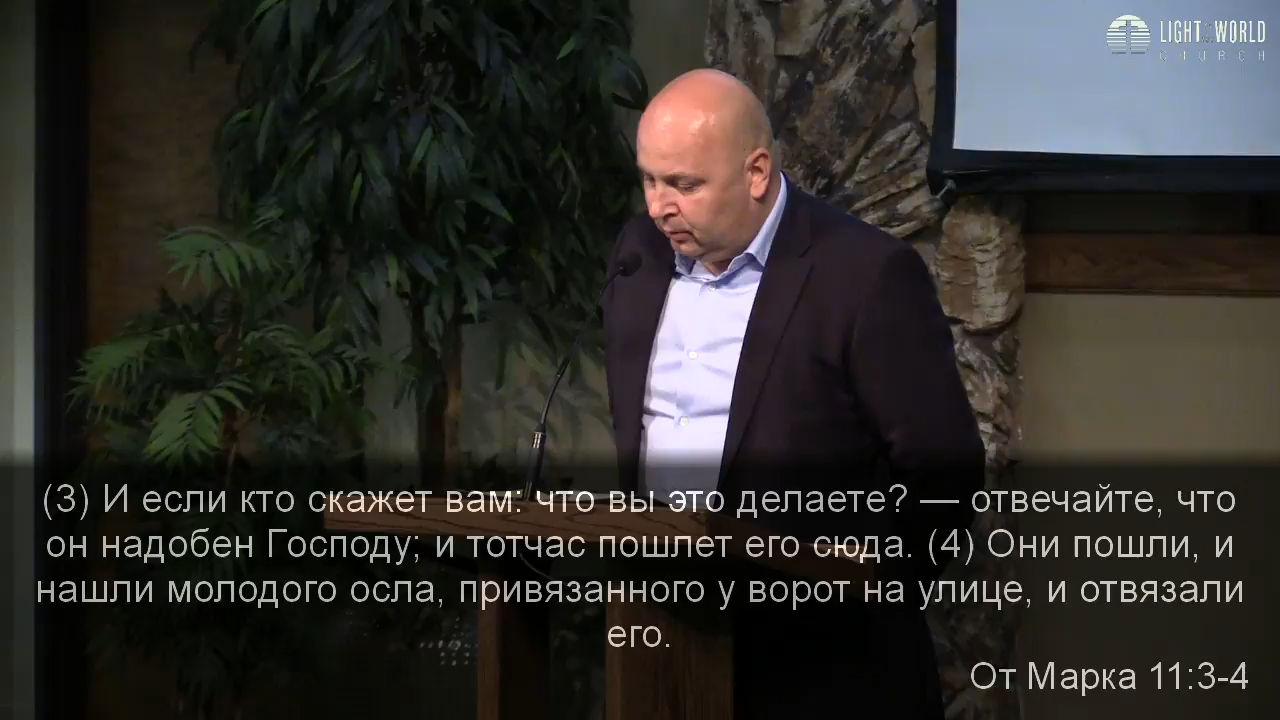 LIGHT OF THE WORLD
CHURCH
(3) И если кто скажет вам: что вы это делаете? — отвечайте, что
он надобен Господу; и тотчас пошлет его сюда. (4) Они пошли, и
нашли молодого осла, привязанного у ворот на улице, и отвязали
его.
От Марка 11:3-4